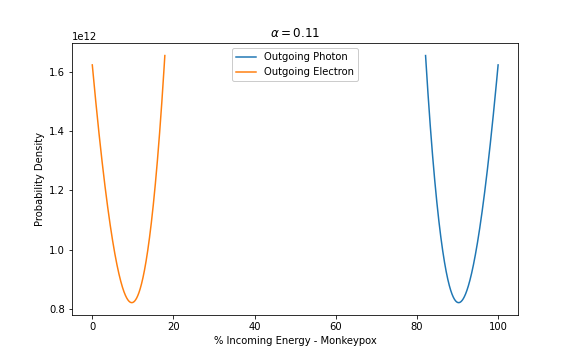 α = 0.11
1e12
Outgoing Photon
Outgoing Electron
1.6
1.4
1.2
1.0
0.8
Probability Density
0 20 40 60 80 100
% Incoming Energy - Monkeypox